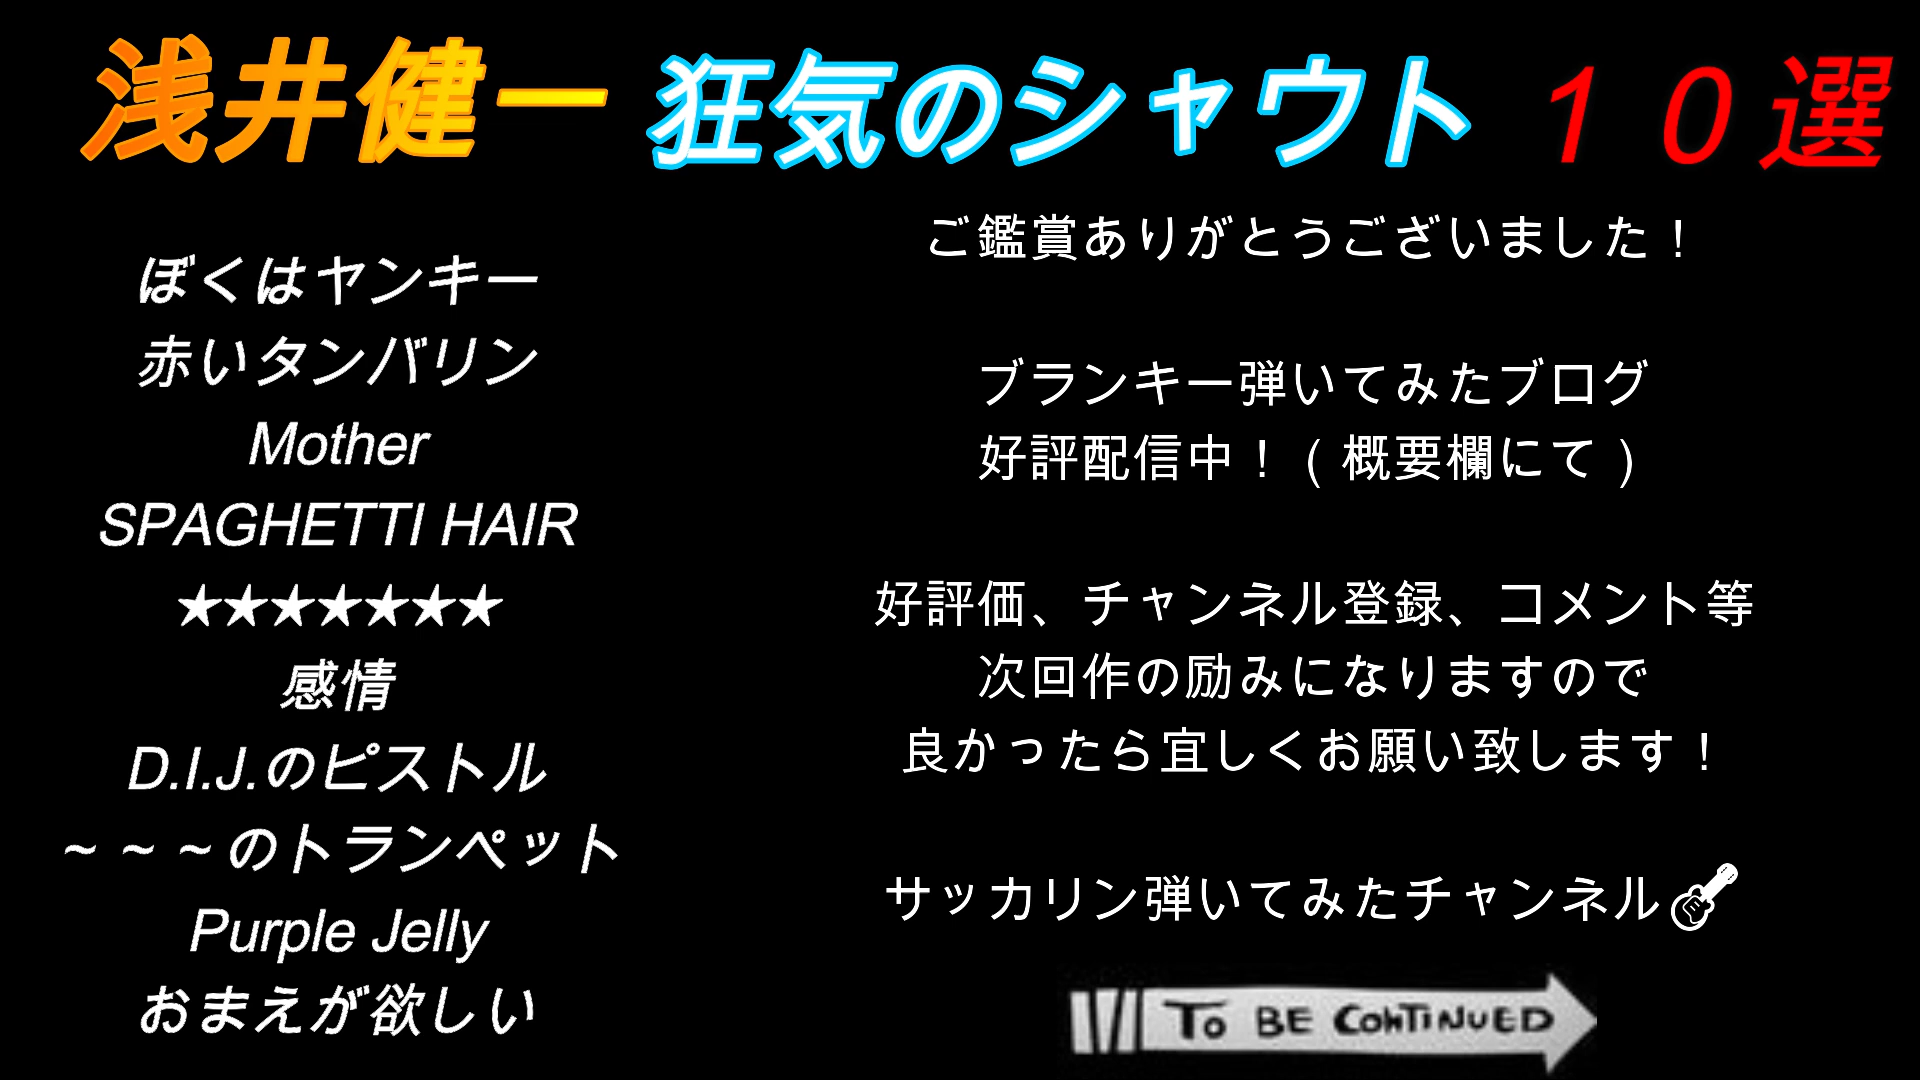 浅井健一 狂気のシャウト １０選
ぼくはヤンキー
赤いタンバリン
Mother
SPAGHETTI HAIR
★★★★★★★
感情
D.I.J.のピストル
～～～のトランペット
Purple Jelly
おまえが欲しい
ご鑑賞ありがとうございました！
ブランキー弾いてみたブログ
好評配信中！（概要欄にて）
好評価、チャンネル登録、コメント等
次回作の励みになりますので
良かったら宜しくお願い致します！
サッカリン弾いてみたチャンネル🎸
TO BE CONTINUED